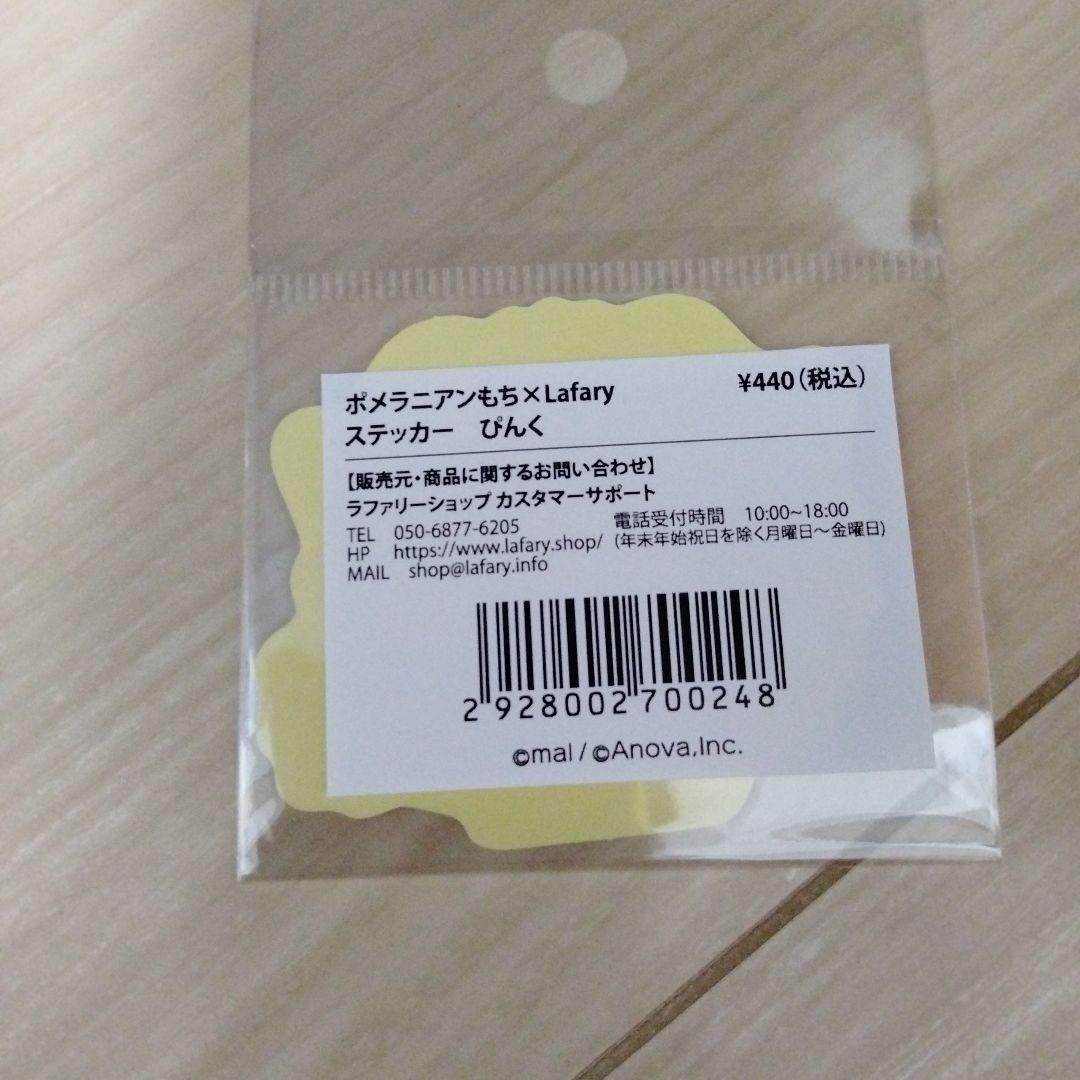 ポメラニアンもち×Lafary ¥440(税込)
ステッカー ぴんく
【販売元・商品に関するお問い合わせ】
ラファリーショップ カスタマーサポート
TEL 050-6877-6205 電話受付時間 10:00~18:00
HP https://www.lafary.shop/ (年末年始祝日を除く月曜日～金曜日)
MAIL shop@lafary.info
2928002700248
©mal / ©Anova,Inc.